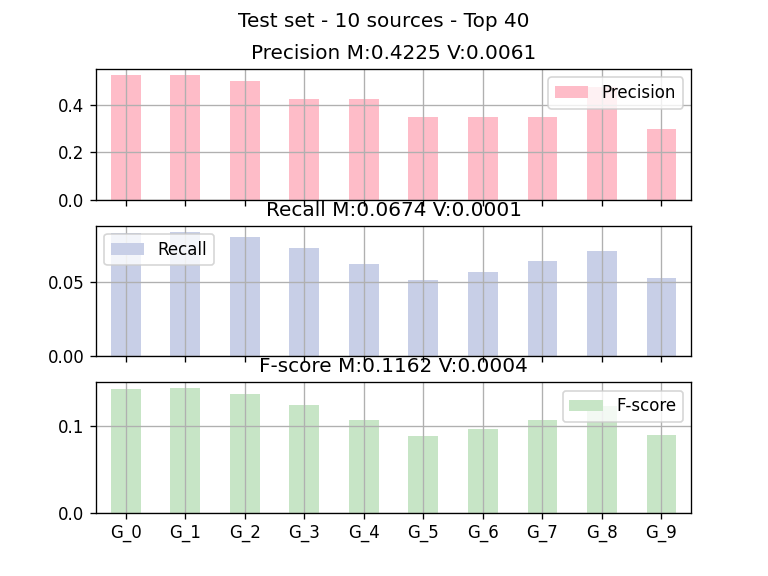 Test set - 10 sources - Top 40
Precision M:0.4225 V:0.0061
Precision
0.4
0.2
0.0
Recall M:0.0674 V:0.0001
Recall
0.05
0.00
F-score M:0.1162 V:0.0004
F-score
0.1
0.0
G_0 G_1 G_2 G_3 G_4 G_5 G_6 G_7 G_8 G_9